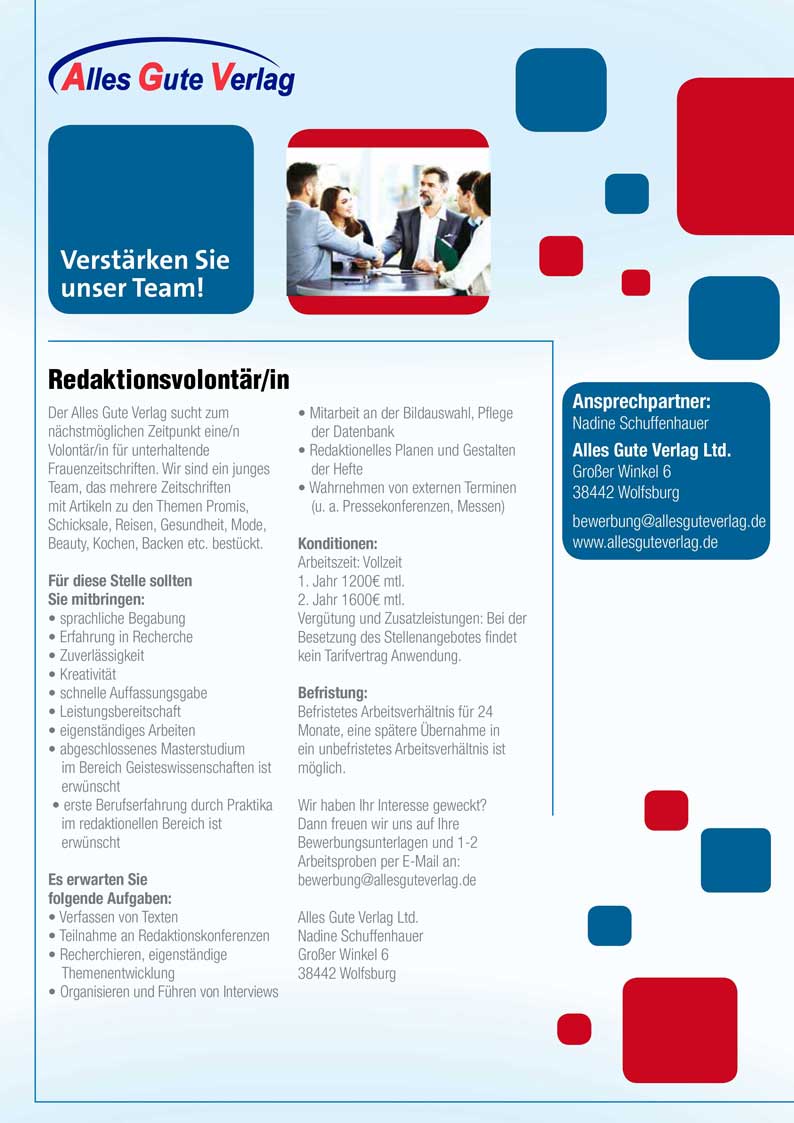 Alles Gute Verlag
Verstärken Sie
unser Team!
Redaktionsvolontär/in
Der Alles Gute Verlag sucht zum
nächstmöglichen Zeitpunkt eine/n
Volontär/in für unterhaltende
Frauenzeitschriften. Wir sind ein junges
Team, das mehrere Zeitschriften
mit Artikeln zu den Themen Promis,
Schicksale, Reisen, Gesundheit, Mode,
Beauty, Kochen, Backen etc. bestückt.
Für diese Stelle sollten
Sie mitbringen:
• sprachliche Begabung
• Erfahrung in Recherche
• Zuverlässigkeit
• Kreativität
• schnelle Auffassungsgabe
• Leistungsbereitschaft
• eigenständiges Arbeiten
• abgeschlossenes Masterstudium
im Bereich Geisteswissenschaften ist
erwünscht
• erste Berufserfahrung durch Praktika
im redaktionellen Bereich ist
erwünscht
Es erwarten Sie
folgende Aufgaben:
• Verfassen von Texten
• Teilnahme an Redaktionskonferenzen
• Recherchieren, eigenständige
Themenentwicklung
• Organisieren und Führen von Interviews
• Mitarbeit an der Bildauswahl, Pflege
der Datenbank
• Redaktionelles Planen und Gestalten
der Hefte
• Wahrnehmen von externen Terminen
(u. a. Pressekonferenzen, Messen)
Konditionen:
Arbeitszeit: Vollzeit
1. Jahr 1200€ mtl.
2. Jahr 1600€ mtl.
Vergütung und Zusatzleistungen: Bei der
Besetzung des Stellenangebotes findet
kein Tarifvertrag Anwendung.
Befristung:
Befristetes Arbeitsverhältnis für 24
Monate, eine spätere Übernahme in
ein unbefristetes Arbeitsverhältnis ist
möglich.
Wir haben Ihr Interesse geweckt?
Dann freuen wir uns auf Ihre
Bewerbungsunterlagen und 1-2
Arbeitsproben per E-Mail an:
bewerbung@allesguteverlag.de
Alles Gute Verlag Ltd.
Nadine Schuffenhauer
Großer Winkel 6
38442 Wolfsburg
Ansprechpartner:
Nadine Schuffenhauer
Alles Gute Verlag Ltd.
Großer Winkel 6
38442 Wolfsburg
bewerbung@allesguteverlag.de
www.allesguteverlag.de